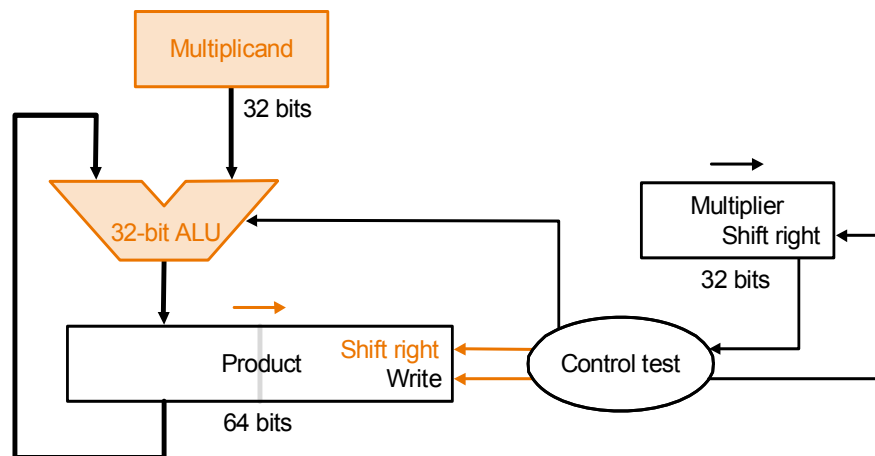 Multiplicand
32 bits
32-bit ALU
Multiplier
Shift right
32 bits
Product
Shift right
Write
64 bits
Control test